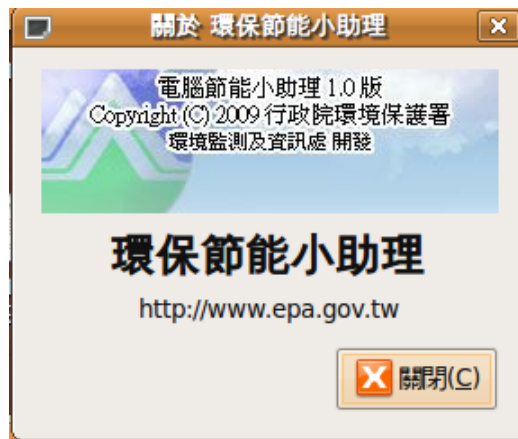 關於 環保節能小助理
電腦節能小助理 1.0 版
Copyright (C) 2009 行政院環境保護署
環境監測及資訊處 開發
環保節能小助理
http://www.epa.gov.tw
關閉(C)